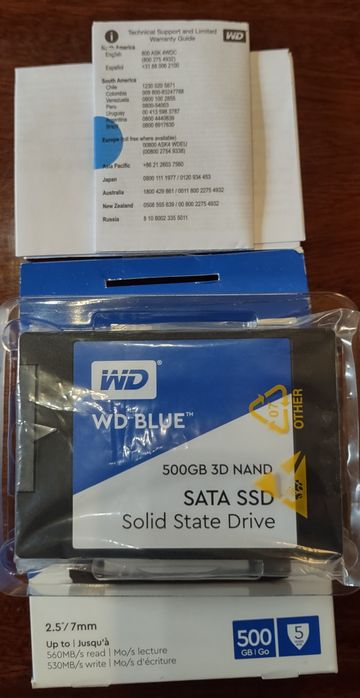 i
Technical Support and Limited
Warranty Guide
WD
North America
English 800 ASK 4WDC
(800 275 4932)
Español +31 88 006 2100
South America
Chile 1230 020 5871
Colombia 009 800-83247788
Venezuela 0800 100 2855
Peru 0800-54003
Uruguay 00 413 598 3787
Argentina 0800 4440839
Brazil 0800 8917630
Europe (toll free where available)
00800 ASK4 WDEU
(00800 2754 9338)
Asia Pacific +86 21 2603 7560
Japan 0800 111 1977 / 0120 934 453
Australia 1800 429 861 / 0011 800 2275 4932
New Zealand 0508 555 639 / 00 800 2275 4932
Russia 8 10 8002 335 5011
WD®
WD BLUE™
07
OTHER
500GB 3D NAND
SATA SSD
Solid State Drive
2.5"/7mm
Up to | Jusqu'à
560MB/s read | Mo/s lecture
530MB/s write | Mo/s d'écriture
500
GB | Go
5